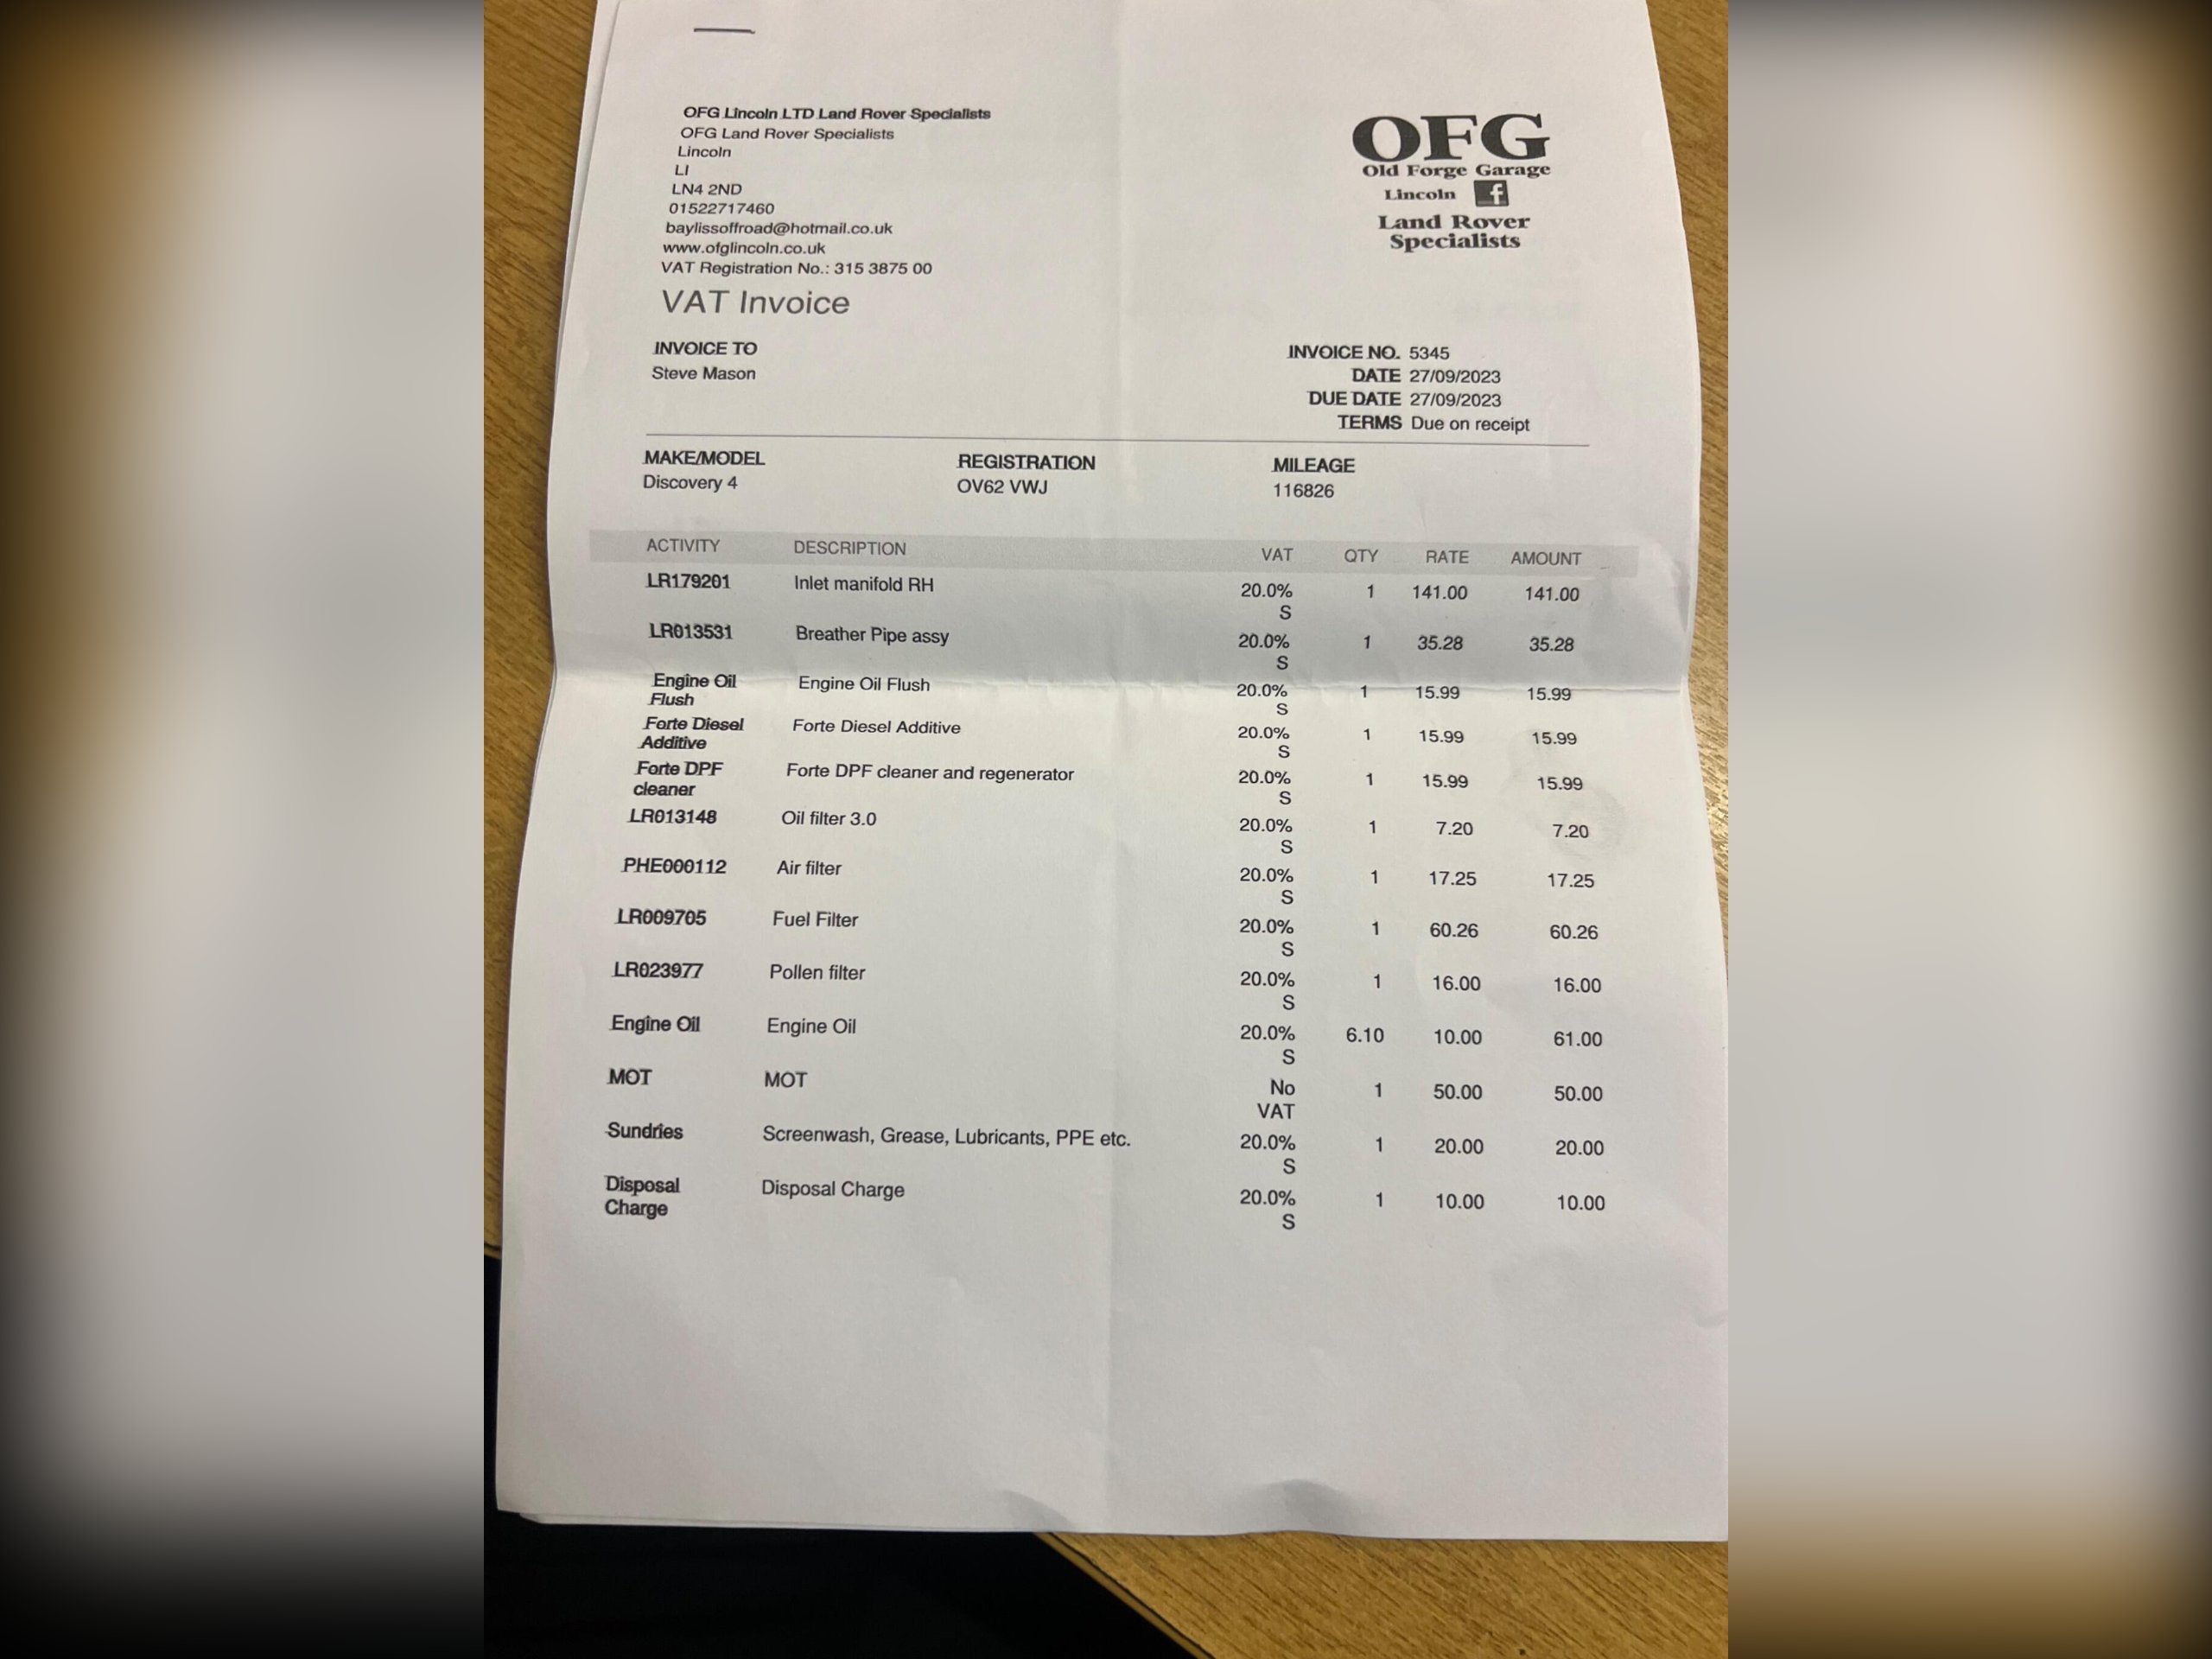 OFG Lincoln LTD Land Rover Specialists
OFG Land Rover Specialists
Lincoln
LI
LN4 2ND
01522717460
baylissoffroad@hotmail.co.uk
www.ofglincoln.co.uk
VAT Registration No.: 315 3875 00
OFG
Old Forge Garage
Lincoln f
Land Rover
Specialists
VAT Invoice
INVOICE TO
Steve Mason
INVOICE NO. 5345
DATE 27/09/2023
DUE DATE 27/09/2023
TERMS Due on receipt
MAKE/MODEL REGISTRATION MILEAGE
Discovery 4 OV62 VWJ 116826
ACTIVITY DESCRIPTION VAT QTY RATE AMOUNT
LR179201 Inlet manifold RH 20.0% 1 141.00 141.00
S
LR013531 Breather Pipe assy 20.0% 1 35.28 35.28
S
Engine Oil Engine Oil Flush 20.0% 1 15.99 15.99
Flush S
Forte Diesel Forte Diesel Additive 20.0% 1 15.99 15.99
Additive S
Forte DPF Forte DPF cleaner and regenerator 20.0% 1 15.99 15.99
cleaner S
LR013148 Oil filter 3.0 20.0% 1 7.20 7.20
S
PHE000112 Air filter 20.0% 1 17.25 17.25
S
LR009705 Fuel Filter 20.0% 1 60.26 60.26
S
LR023977 Pollen filter 20.0% 1 16.00 16.00
S
Engine Oil Engine Oil 20.0% 6.10 10.00 61.00
S
MOT MOT No 1 50.00 50.00
VAT
Sundries Screenwash, Grease, Lubricants, PPE etc. 20.0% 1 20.00 20.00
S
Disposal Disposal Charge 20.0% 1 10.00 10.00
Charge S